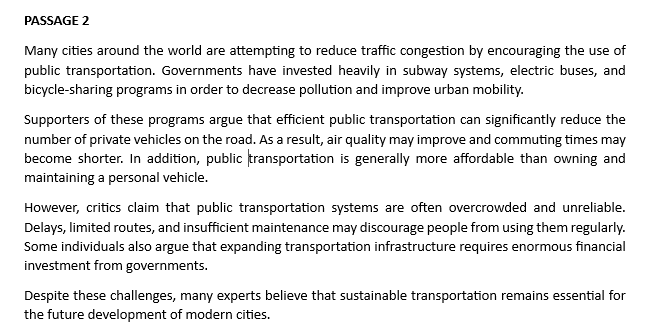 PASSAGE 2
Many cities around the world are attempting to reduce traffic congestion by encouraging the use of
public transportation. Governments have invested heavily in subway systems, electric buses, and
bicycle-sharing programs in order to decrease pollution and improve urban mobility.
Supporters of these programs argue that efficient public transportation can significantly reduce the
number of private vehicles on the road. As a result, air quality may improve and commuting times may
become shorter. In addition, public transportation is generally more affordable than owning and
maintaining a personal vehicle.
However, critics claim that public transportation systems are often overcrowded and unreliable.
Delays, limited routes, and insufficient maintenance may discourage people from using them regularly.
Some individuals also argue that expanding transportation infrastructure requires enormous financial
investment from governments.
Despite these challenges, many experts believe that sustainable transportation remains essential for
the future development of modern cities.